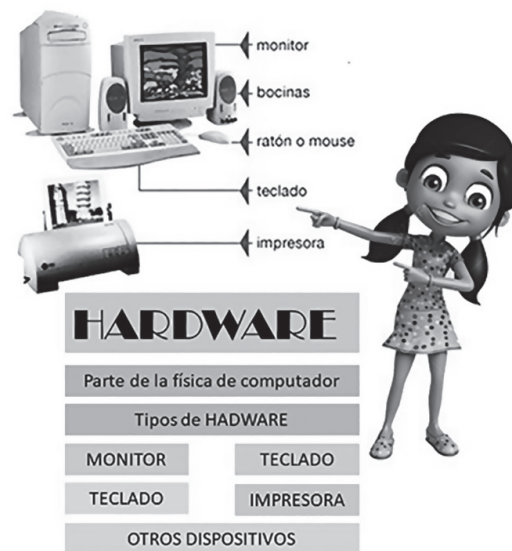 monitor
bocinas
ratón o mouse
teclado
impresora
HARDWARE
Parte de la física de computador
Tipos de HADWARE
MONITOR
TECLADO
TECLADO
IMPRESORA
OTROS DISPOSITIVOS